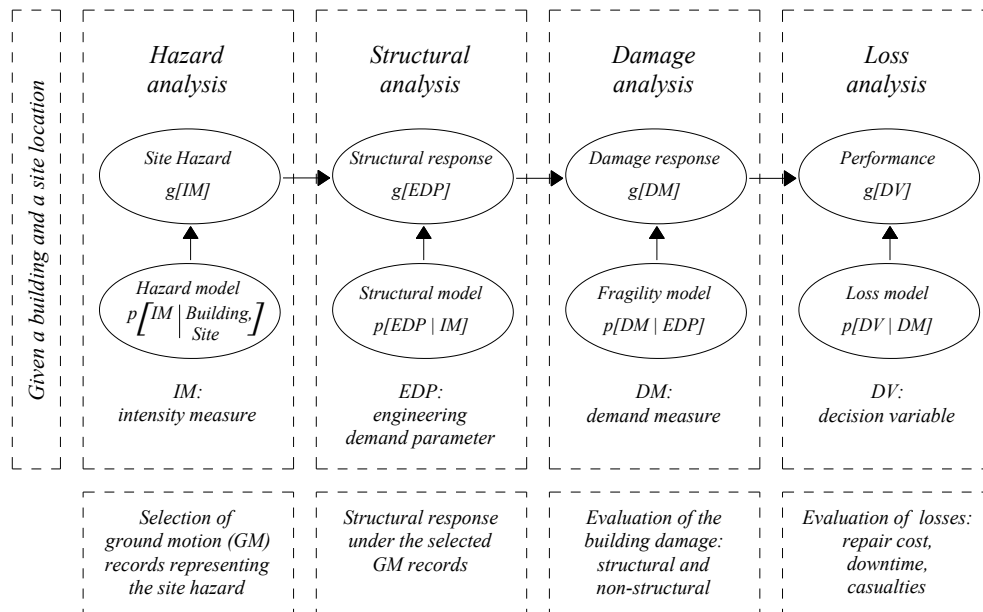 Given a building and a site location
Hazard
analysis
Site Hazard
g[IM]
Hazard model
p[IM | Building,
Site]
IM:
intensity measure
Structural
analysis
Structural response
g[EDP]
Structural model
p[EDP | IM]
EDP:
engineering
demand parameter
Damage
analysis
Damage response
g[DM]
Fragility model
p[DM | EDP]
DM:
demand measure
Loss
analysis
Performance
g[DV]
Loss model
p[DV | DM]
DV:
decision variable
Selection of
ground motion (GM)
records representing
the site hazard
Structural response
under the selected
GM records
Evaluation of the
building damage:
structural and
non-structural
Evaluation of losses:
repair cost,
downtime,
casualties